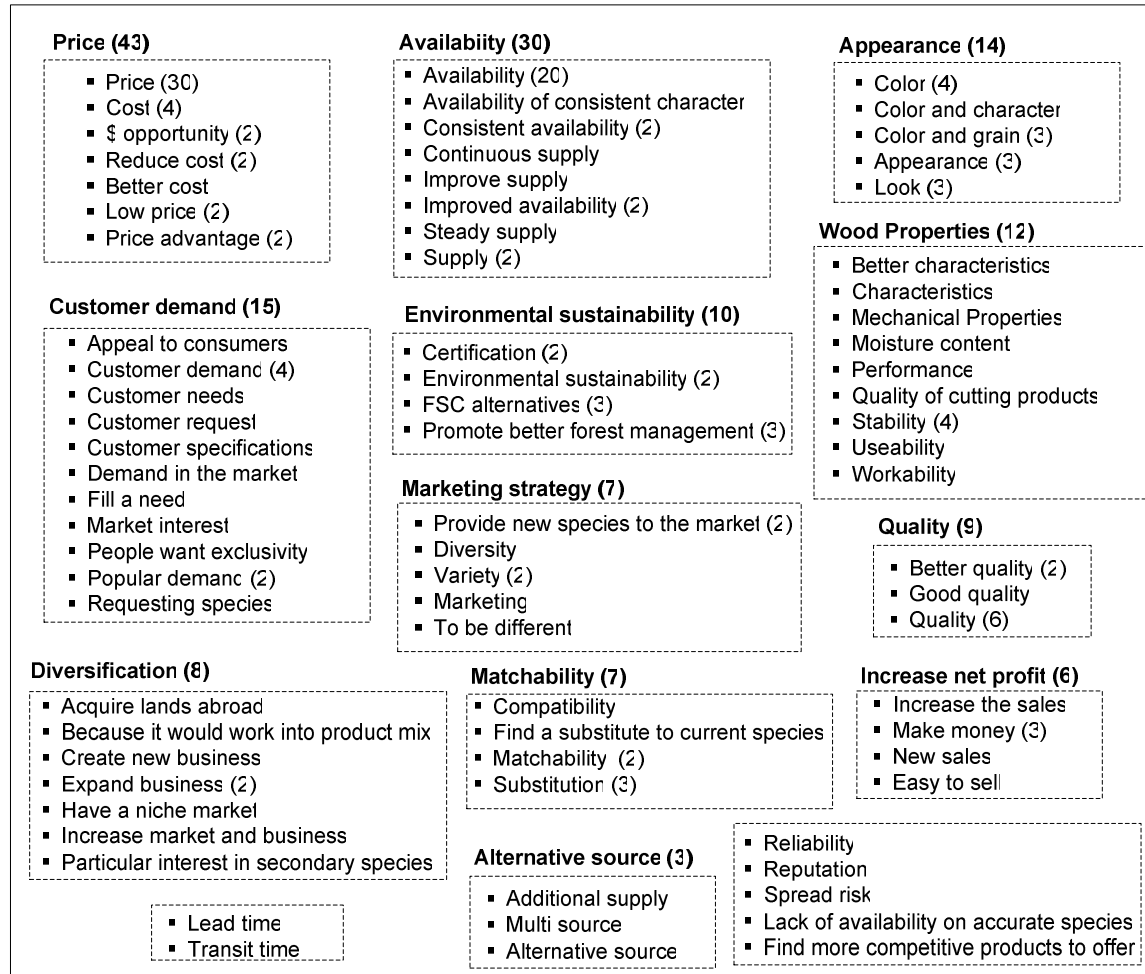 Price (43)
Price (30)
Cost (4)
$ opportunity (2)
Reduce cost (2)
Better cost
Low price (2)
Price advantage (2)
Availabiity (30)
Availability (20)
Availability of consistent character
Consistent availability (2)
Continuous supply
Improve supply
Improved availability (2)
Steady supply
Supply (2)
Appearance (14)
Color (4)
Color and character
Color and grain (3)
Appearance (3)
Look (3)
Wood Properties (12)
Better characteristics
Characteristics
Mechanical Properties
Moisture content
Performance
Quality of cutting products
Stability (4)
Useability
Workability
Customer demand (15)
Appeal to consumers
Customer demand (4)
Customer needs
Customer request
Customer specifications
Demand in the market
Fill a need
Market interest
People want exclusivity
Popular demand (2)
Requesting species
Environmental sustainability (10)
Certification (2)
Environmental sustainability (2)
FSC alternatives (3)
Promote better forest management (3)
Marketing strategy (7)
Provide new species to the market (2)
Diversity
Variety (2)
Marketing
To be different
Quality (9)
Better quality (2)
Good quality
Quality (6)
Diversification (8)
Acquire lands abroad
Because it would work into product mix
Create new business
Expand business (2)
Have a niche market
Increase market and business
Particular interest in secondary species
Matchability (7)
Compatibility
Find a substitute to current species
Matchability (2)
Substitution (3)
Increase net profit (6)
Increase the sales
Make money (3)
New sales
Easy to sell
Lead time
Transit time
Alternative source (3)
Additional supply
Multi source
Alternative source
Reliability
Reputation
Spread risk
Lack of availability on accurate species
Find more competitive products to offer